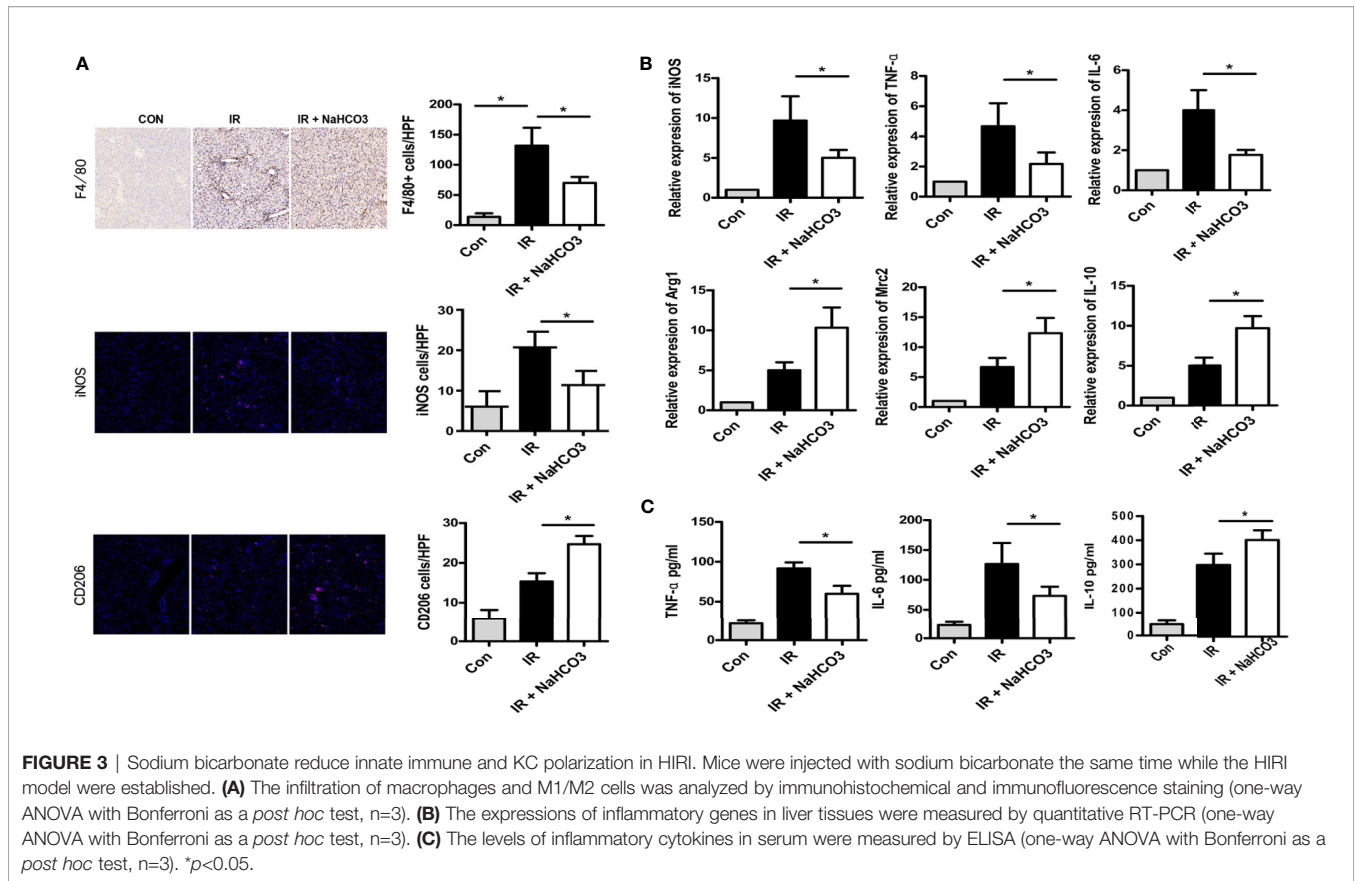 A
CON IR IR + NaHCO3
F4/80
F4/80+ cells/HPF
200
150
100
50
0
* *
Con IR IR + NaHCO3
iNOS
iNOS cells/HPF
30
20
10
0
*
Con IR IR + NaHCO3
CD206
CD206 cells/HPF
30
20
10
0
*
Con IR IR + NaHCO3
B
Relative expression of iNOS
15
10
5
0
*
Con IR IR + NaHCO3
Relative expression of TNF-α
8
6
4
2
0
*
Con IR IR + NaHCO3
Relative expression of IL-6
6
4
2
0
*
Con IR IR + NaHCO3
Relative expression of Arg1
15
10
5
0
*
Con IR IR + NaHCO3
Relative expression of Mrc2
20
15
10
5
0
*
Con IR IR + NaHCO3
Relative expression of IL-10
15
10
5
0
*
Con IR IR + NaHCO3
C
TNF-α pg/ml
150
100
50
0
*
Con IR IR + NaHCO3
IL-6 pg/ml
200
150
100
50
0
*
Con IR IR + NaHCO3
IL-10 pg/ml
500
400
300
200
100
0
*
Con IR IR + NaHCO3
FIGURE 3 | Sodium bicarbonate reduce innate immune and KC polarization in HIRI. Mice were injected with sodium bicarbonate the same time while the HIRI
model were established. (A) The infiltration of macrophages and M1/M2 cells was analyzed by immunohistochemical and immunofluorescence staining (one-way
ANOVA with Bonferroni as a post hoc test, n=3). (B) The expressions of inflammatory genes in liver tissues were measured by quantitative RT-PCR (one-way
ANOVA with Bonferroni as a post hoc test, n=3). (C) The levels of inflammatory cytokines in serum were measured by ELISA (one-way ANOVA with Bonferroni as a
post hoc test, n=3). *p<0.05.